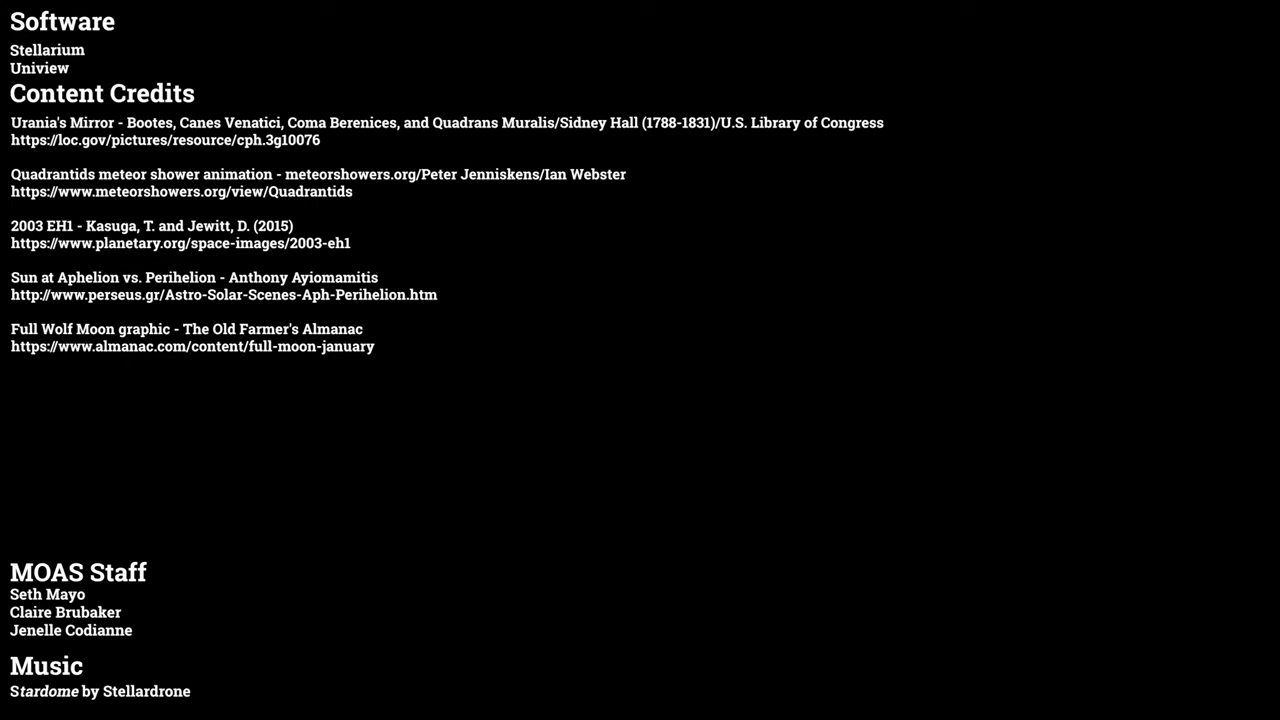 Software
Stellarium
Uniview
Content Credits
Urania's Mirror - Bootes, Canes Venatici, Coma Berenices, and Quadrans Muralis/Sidney Hall (1788-1831)/U.S. Library of Congress
https://loc.gov/pictures/resource/cph.3g10076
Quadrantids meteor shower animation - meteorshowers.org/Peter Jenniskens/Ian Webster
https://www.meteorshowers.org/view/Quadrantids
2003 EH1 - Kasuga, T. and Jewitt, D. (2015)
https://www.planetary.org/space-images/2003-eh1
Sun at Aphelion vs. Perihelion - Anthony Ayiomamitis
http://www.perseus.gr/Astro-Solar-Scenes-Aph-Perihelion.htm
Full Wolf Moon graphic - The Old Farmer's Almanac
https://www.almanac.com/content/full-moon-january
MOAS Staff
Seth Mayo
Claire Brubaker
Jenelle Codianne
Music
Stardome by Stellardrone